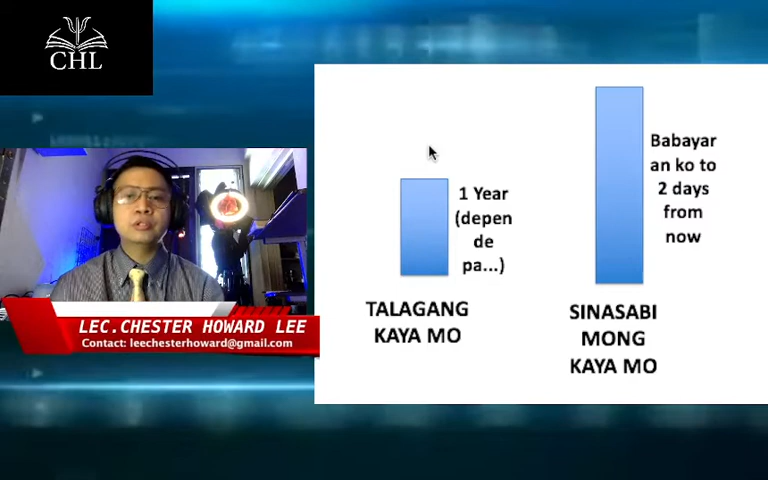 CHL
1 Year
(depen
de
pa...)
TALAGANG
KAYA MO
Babayar
an ko to
2 days
from
now
SINASABI
MONG
KAYA MO
LEC.CHESTER HOWARD LEE
Contact: leechesterhoward@gmail.com